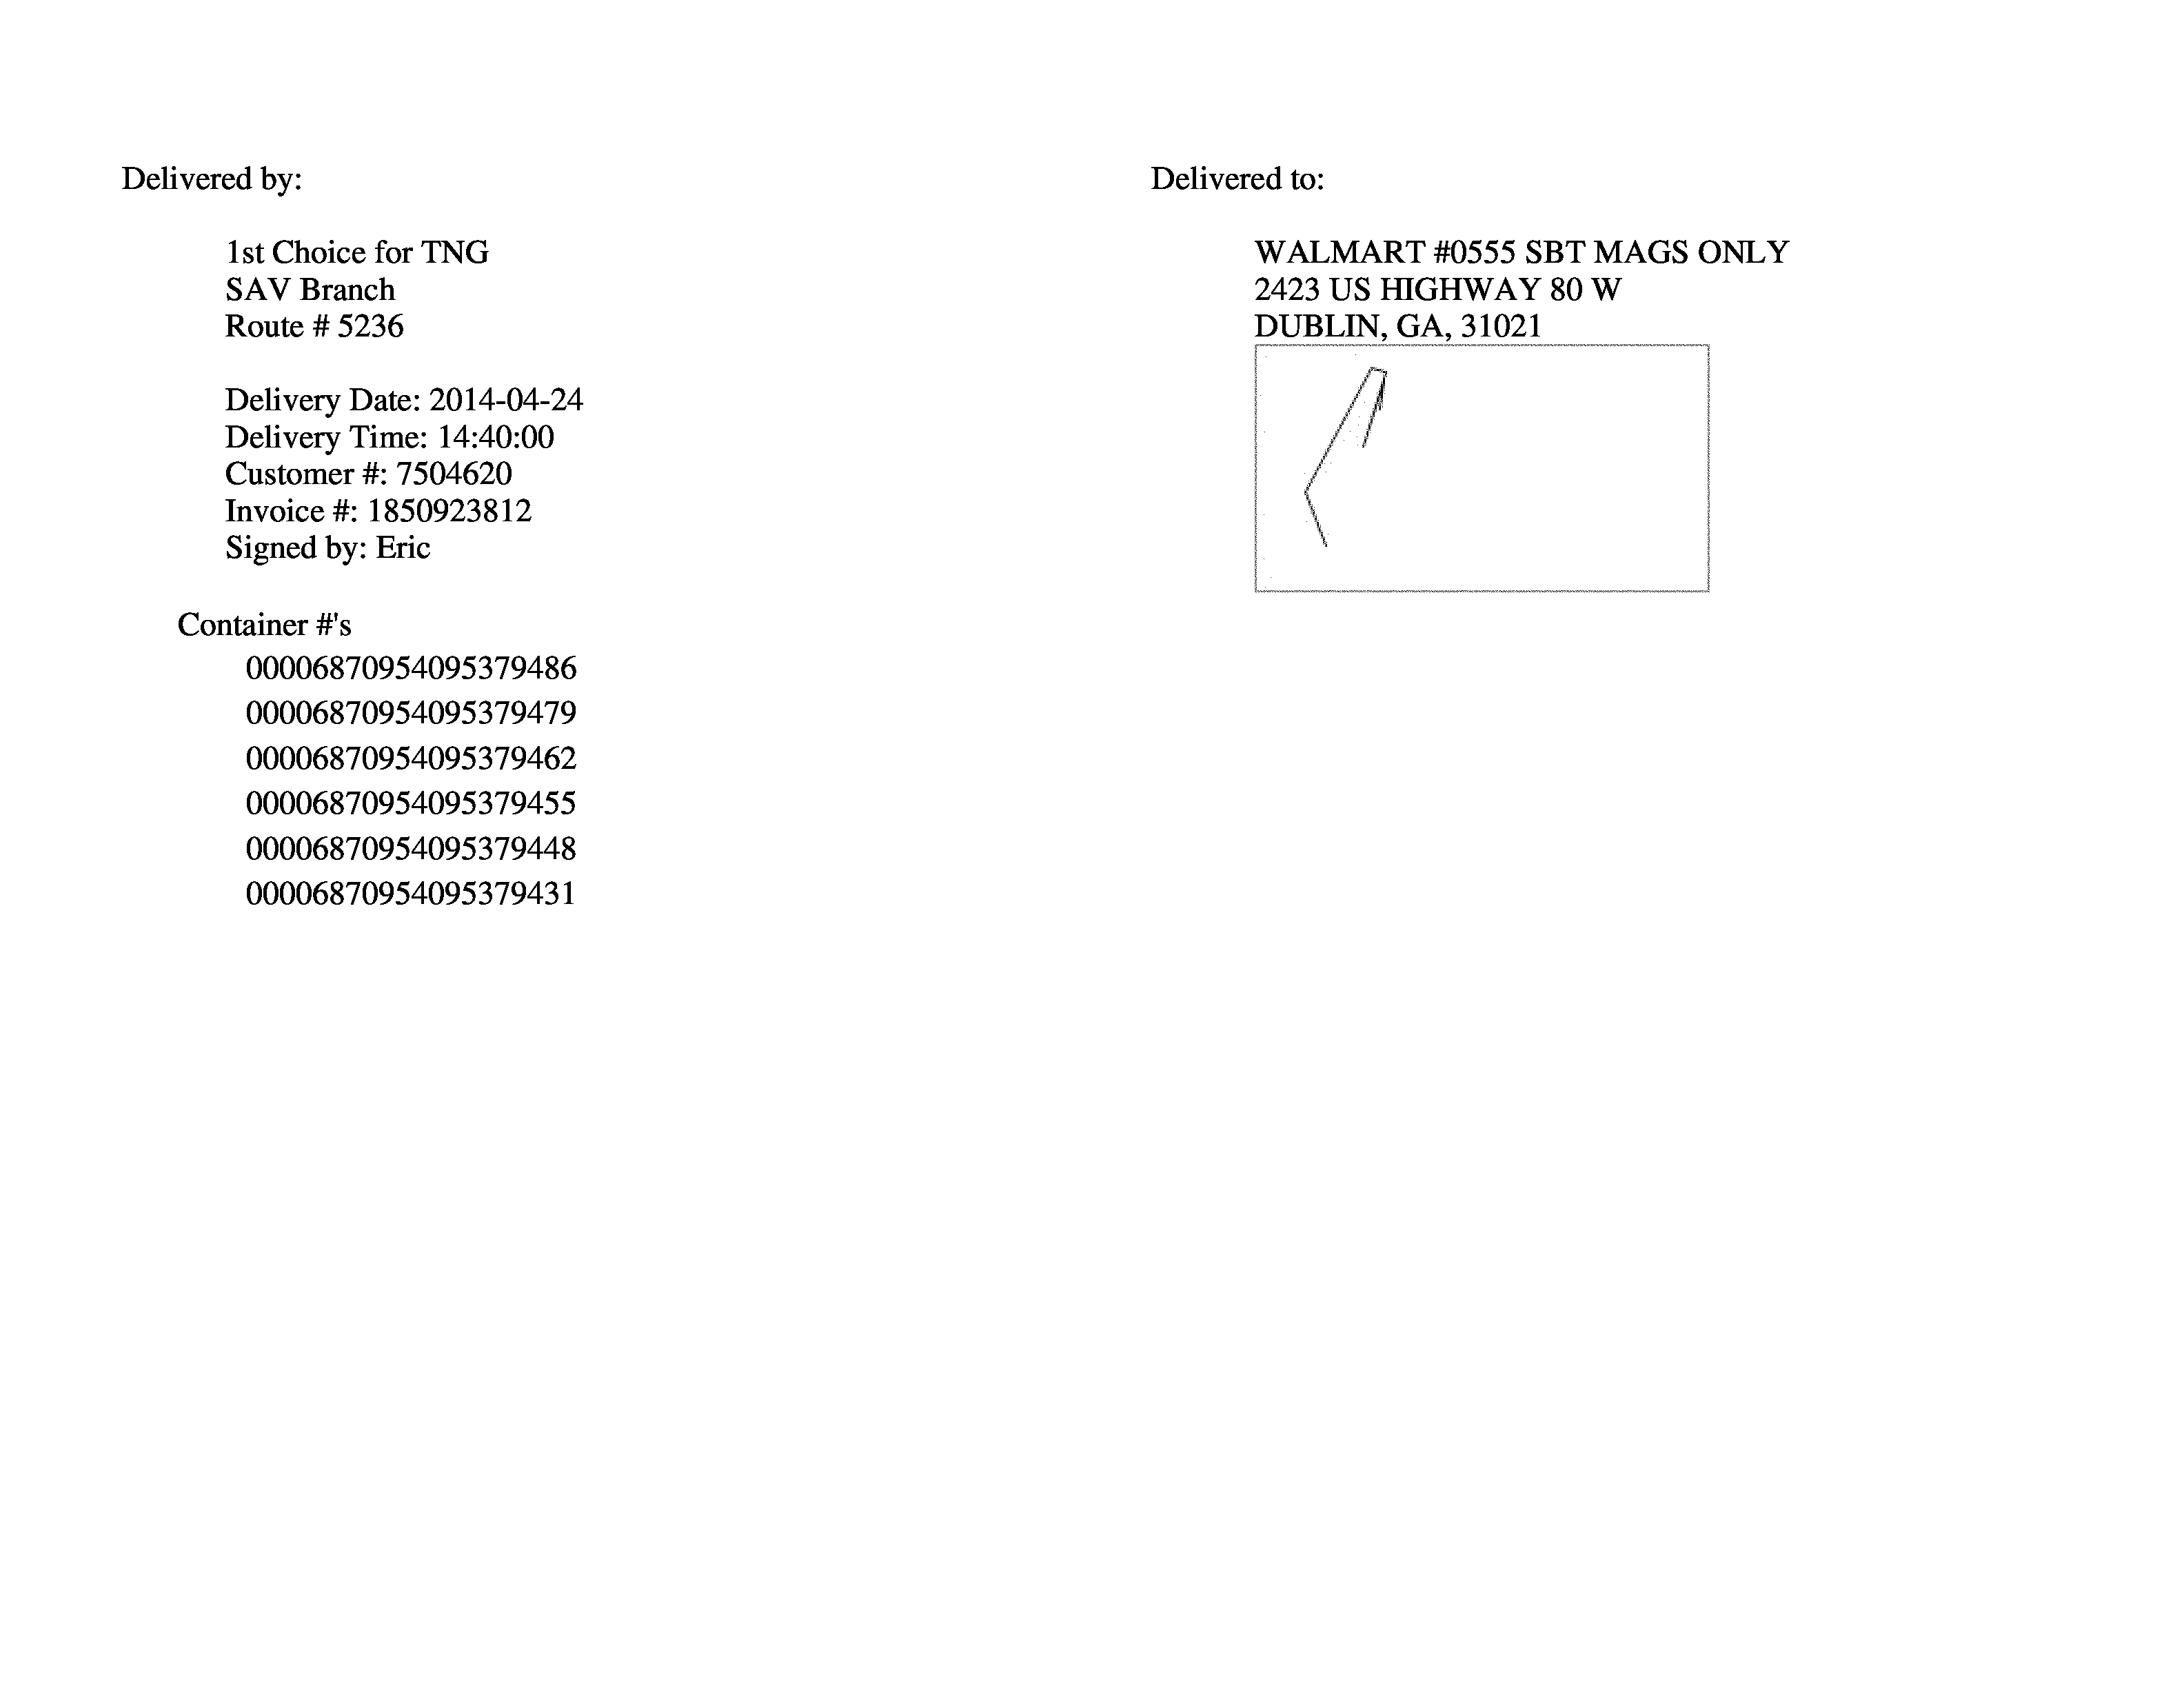 Delivered by:
1st Choice for TNG
SAV Branch
Route # 5236
Delivery Date: 2014-04-24
Delivery Time: 14:40:00
Customer #: 7504620
Invoice #: 1850923812
Signed by: Eric
Container #'s
00006870954095379486
00006870954095379479
00006870954095379462
00006870954095379455
00006870954095379448
00006870954095379431
Delivered to:
WALMART #0555 SBT MAGS ONLY
2423 US HIGHWAY 80 W
DUBLIN, GA, 31021